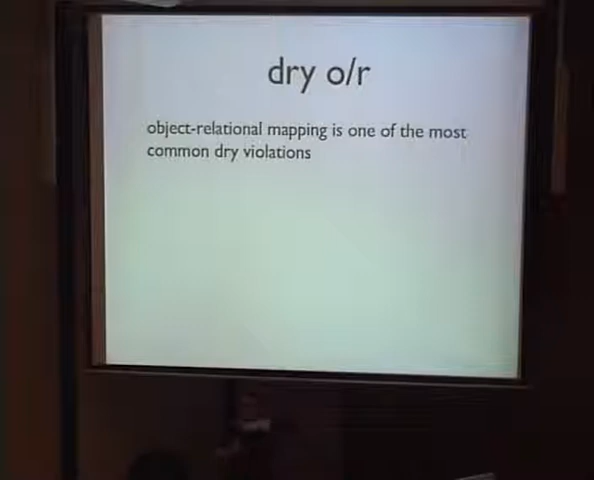 dry o/r
object-relational mapping is one of the most
common dry violations